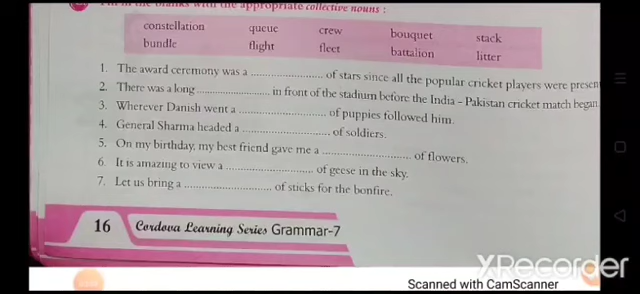 Fill in the blanks with the appropriate collective nouns :
constellation queue crew bouquet stack
bundle flight fleet battalion litter
1. The award ceremony was a ........................ of stars since all the popular cricket players were presen
2. There was a long ........................ in front of the stadium before the India – Pakistan cricket match began.
3. Wherever Danish went a ........................ of puppies followed him.
4. General Sharma headed a ........................ of soldiers.
5. On my birthday, my best friend gave me a ........................ of flowers.
6. It is amazing to view a ........................ of geese in the sky.
7. Let us bring a ........................ of sticks for the bonfire.
16 Cordova Learning Series Grammar-7
XRecorder
Scanned with CamScanner